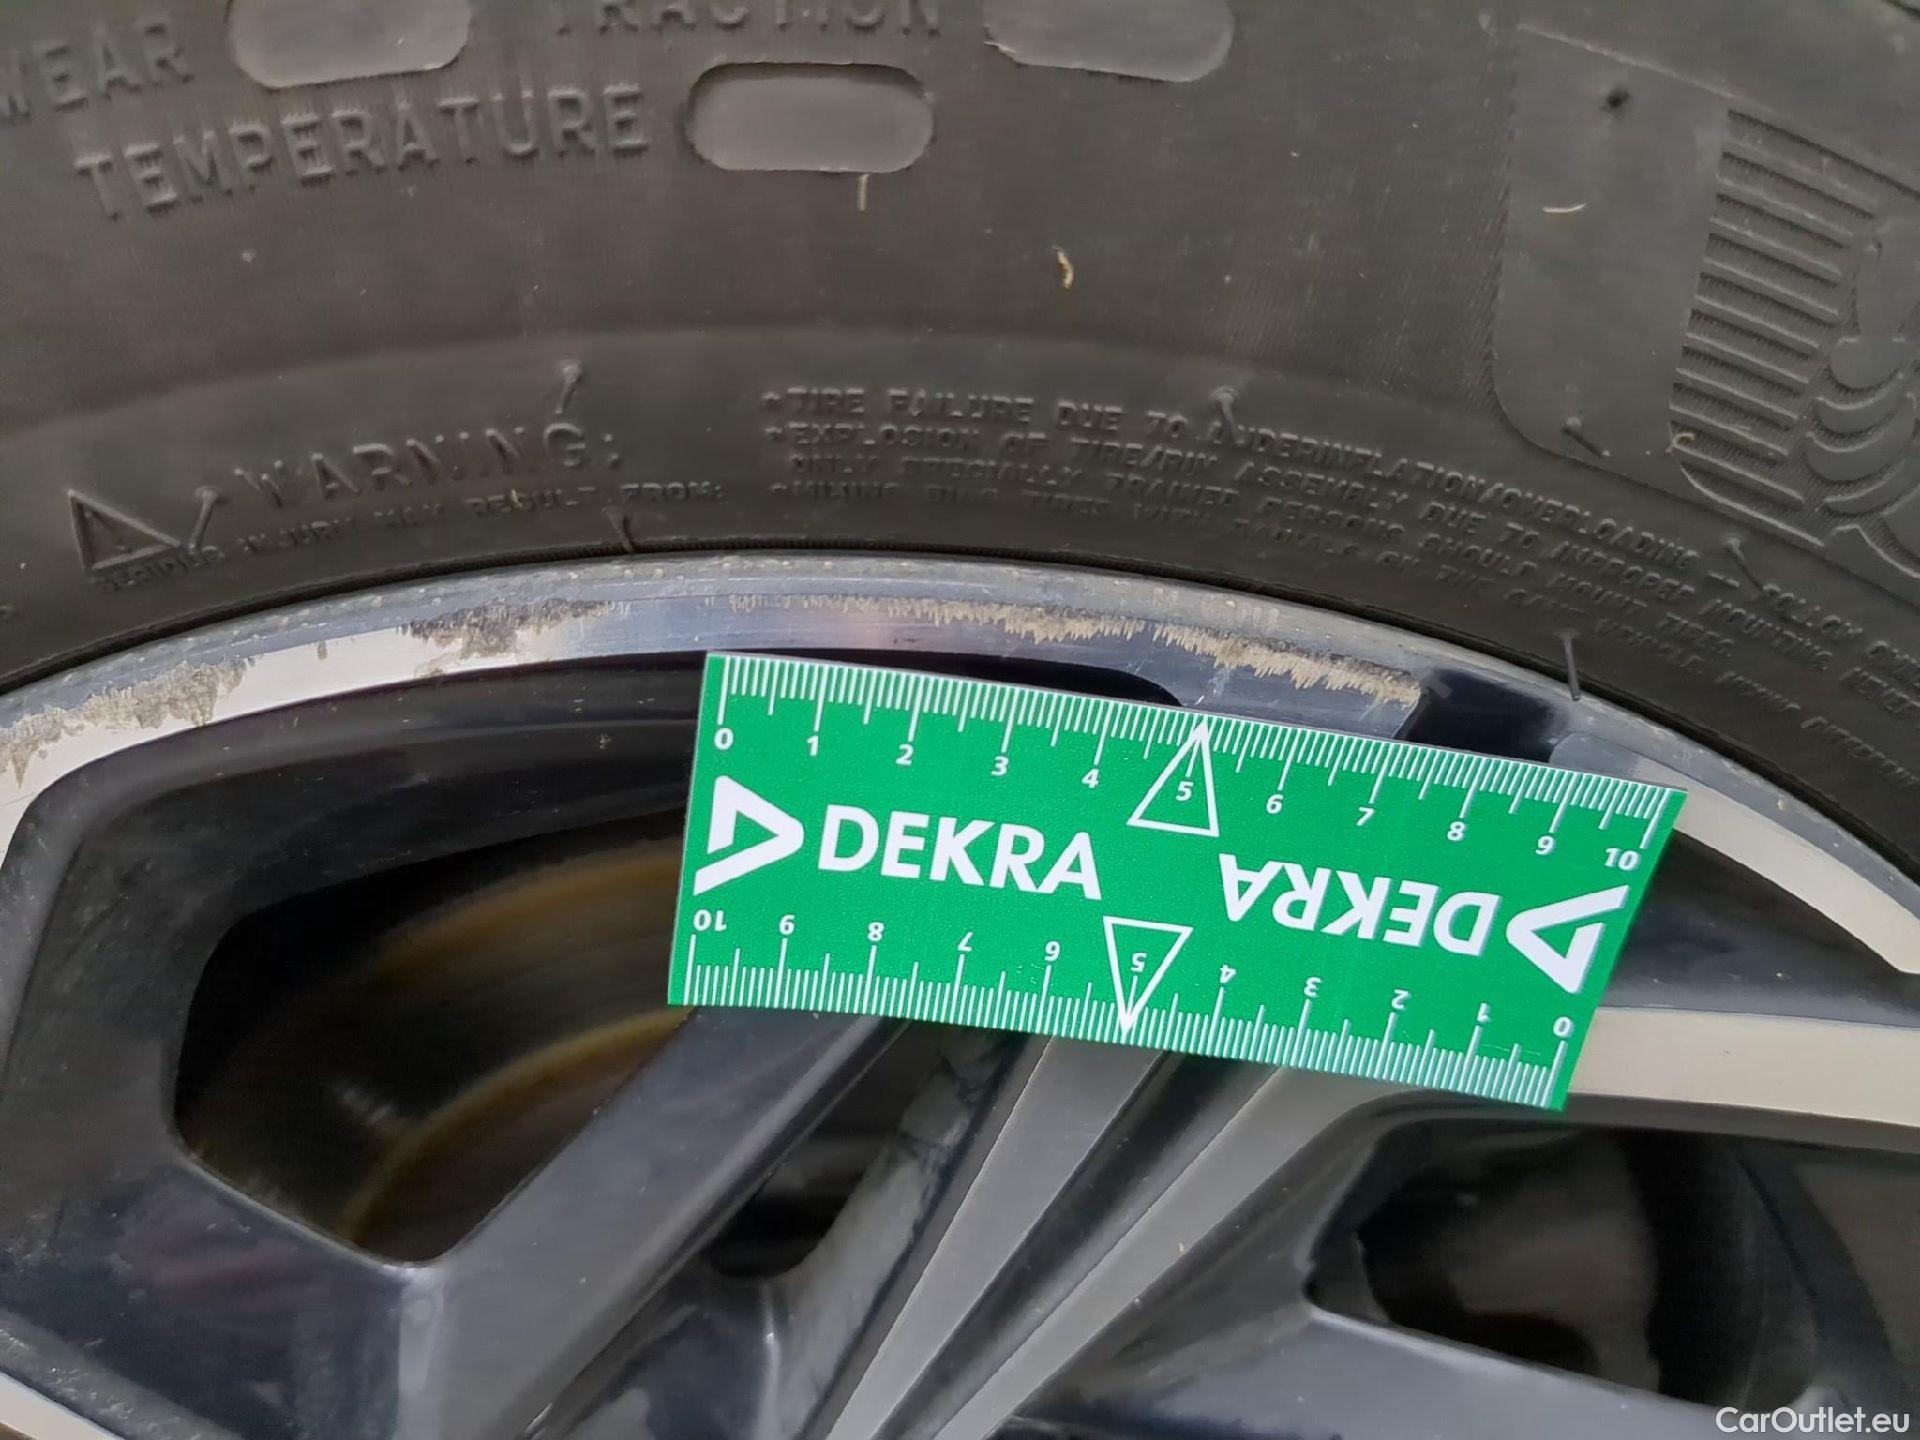 WEAR TRACTION
TEMPERATURE
WARNING:
SERIOUS INJURY MAY RESULT FROM:
•TIRE FAILURE DUE TO UNDERINFLATION/OVERLOADING
•EXPLOSION OF TIRE/RIM ASSEMBLY DUE TO IMPROPER MOUNTING
ONLY SPECIALLY TRAINED PERSONS SHOULD MOUNT TIRES
0 1 2 3 4 5 6 7 8 9 10
DEKRA
DEKRA
10 9 8 7 6 5 4 3 2 1 0
CarOutlet.eu